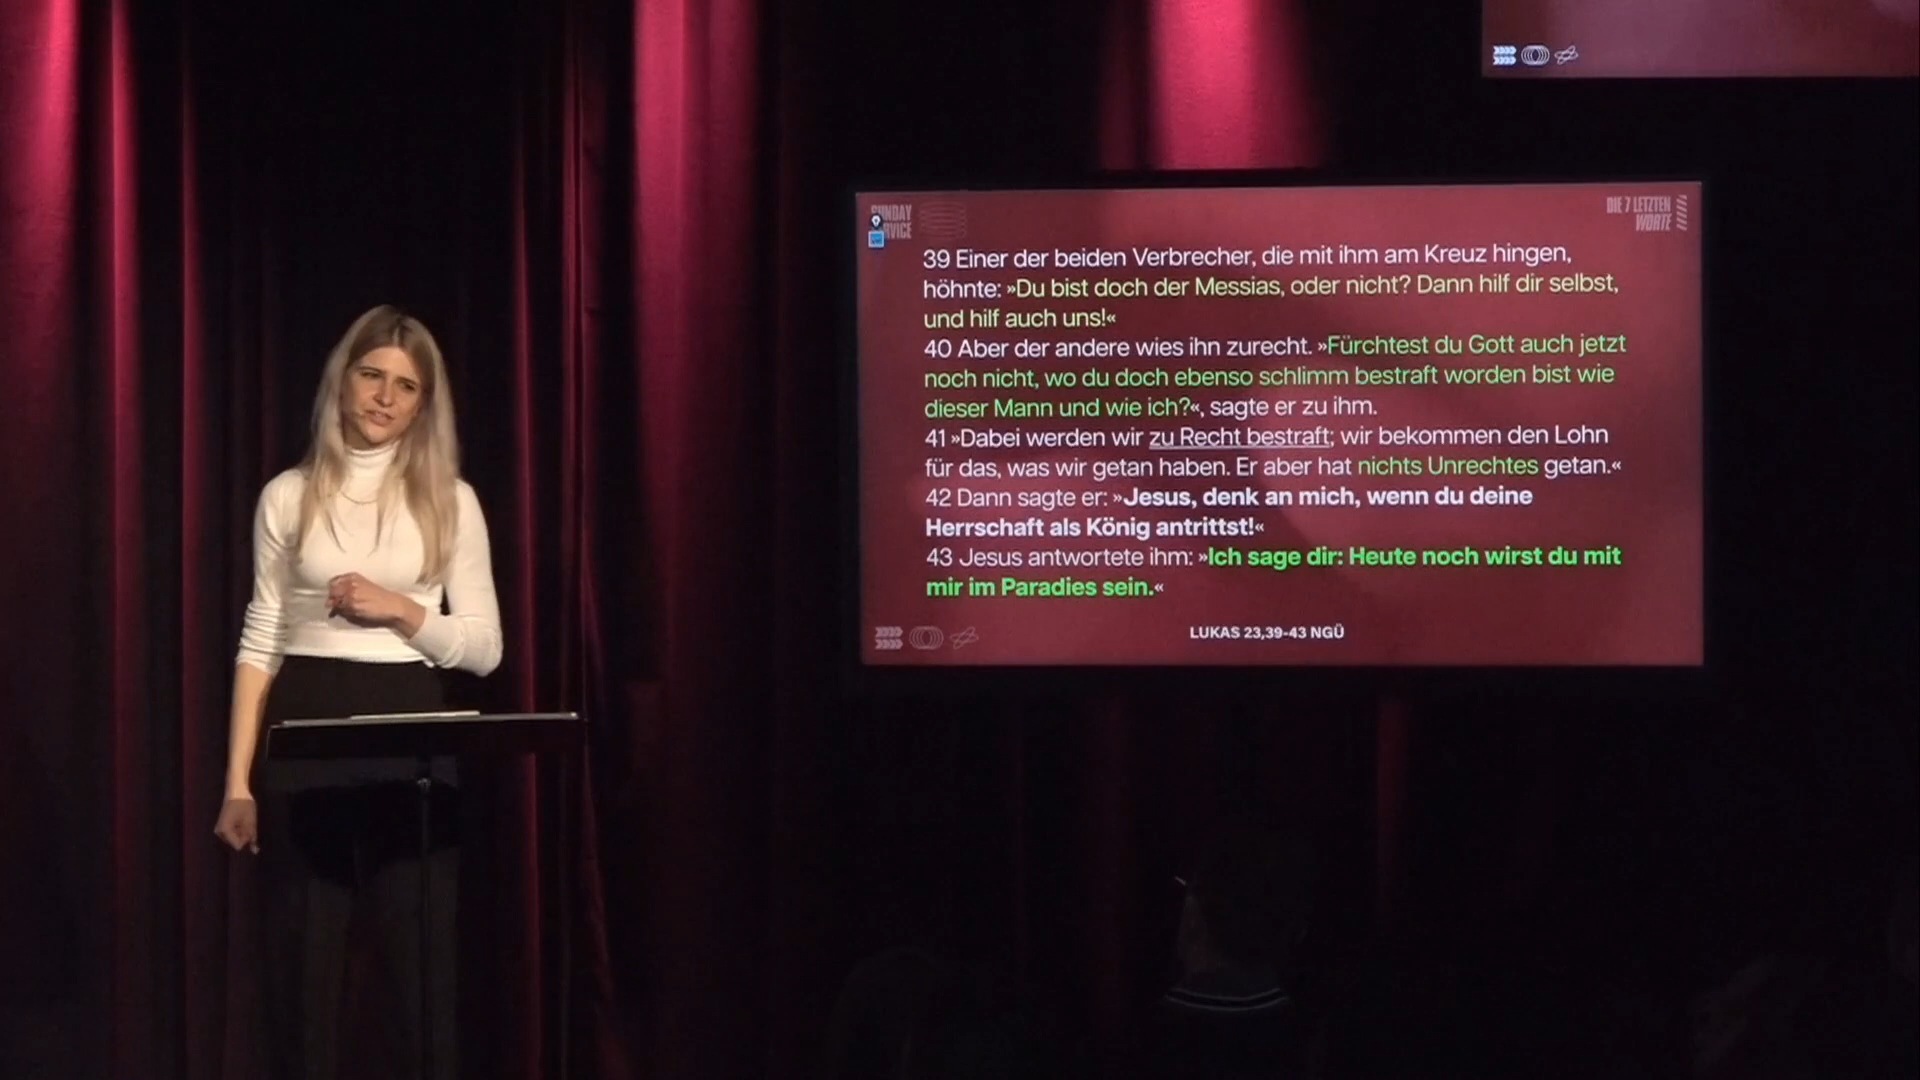 SUNDAY
SERVICE
DIE 7 LETZTEN
WORTE
39 Einer der beiden Verbrecher, die mit ihm am Kreuz hingen,
höhnte: »Du bist doch der Messias, oder nicht? Dann hilf dir selbst,
und hilf auch uns!«
40 Aber der andere wies ihn zurecht. »Fürchtest du Gott auch jetzt
noch nicht, wo du doch ebenso schlimm bestraft worden bist wie
dieser Mann und wie ich?«, sagte er zu ihm.
41 »Dabei werden wir zu Recht bestraft; wir bekommen den Lohn
für das, was wir getan haben. Er aber hat nichts Unrechtes getan.«
42 Dann sagte er: »Jesus, denk an mich, wenn du deine
Herrschaft als König antrittst!«
43 Jesus antwortete ihm: »Ich sage dir: Heute noch wirst du mit
mir im Paradies sein.«
LUKAS 23,39-43 NGÜ